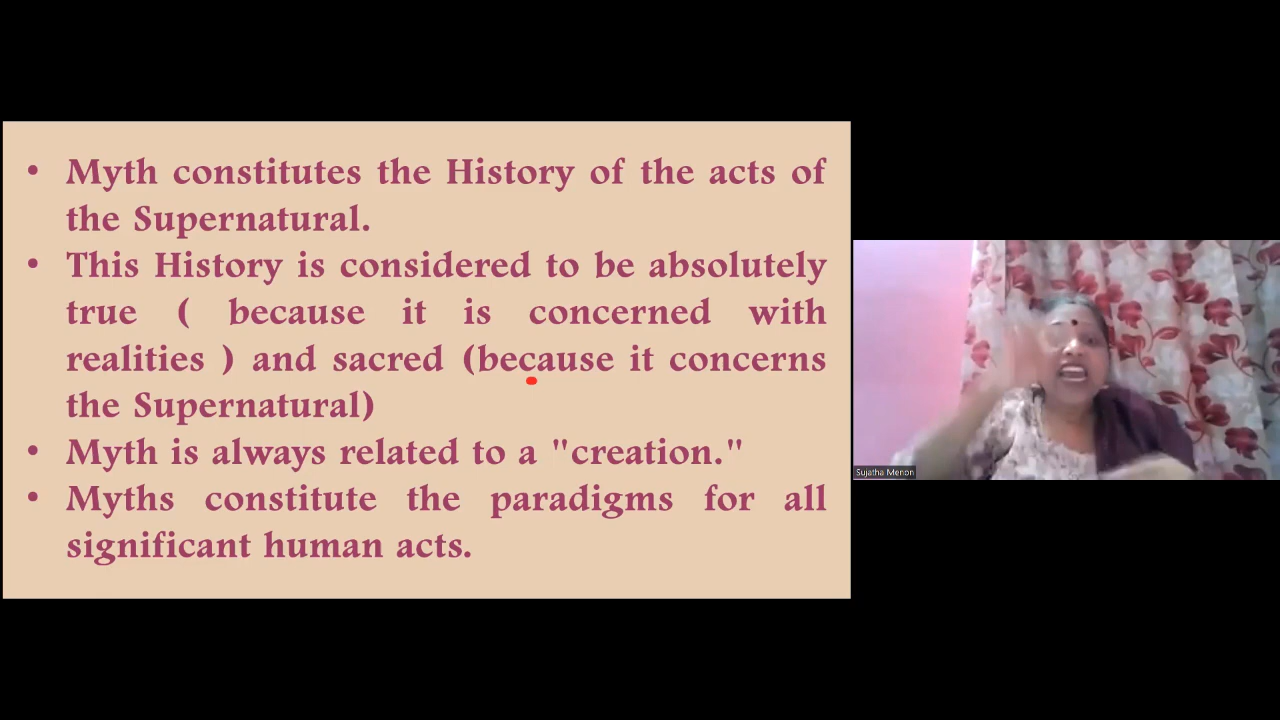 • Myth constitutes the History of the acts of
the Supernatural.
• This History is considered to be absolutely
true ( because it is concerned with
realities ) and sacred (because it concerns
the Supernatural)
• Myth is always related to a "creation."
• Myths constitute the paradigms for all
significant human acts.
Sujatha Menon